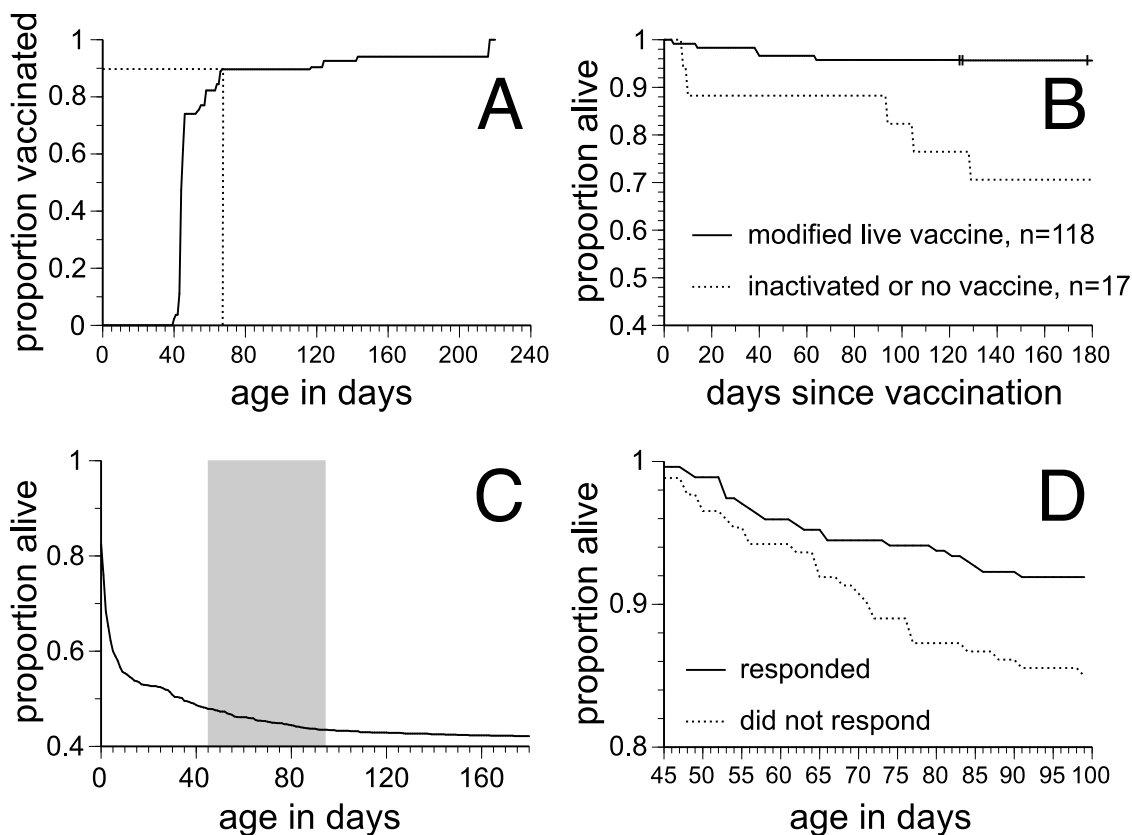 A
proportion vaccinated
1
0.8
0.6
0.4
0.2
0
0 40 80 120 160 200 240
age in days
B
proportion alive
1
0.9
0.8
0.7
0.6
0.5
0.4
modified live vaccine, n=118
inactivated or no vaccine, n=17
0 20 40 60 80 100 120 140 160 180
days since vaccination
C
proportion alive
1
0.8
0.6
0.4
0 40 80 120 160
age in days
D
proportion alive
1
0.9
0.8
responded
did not respond
45 50 55 60 65 70 75 80 85 90 95 100
age in days